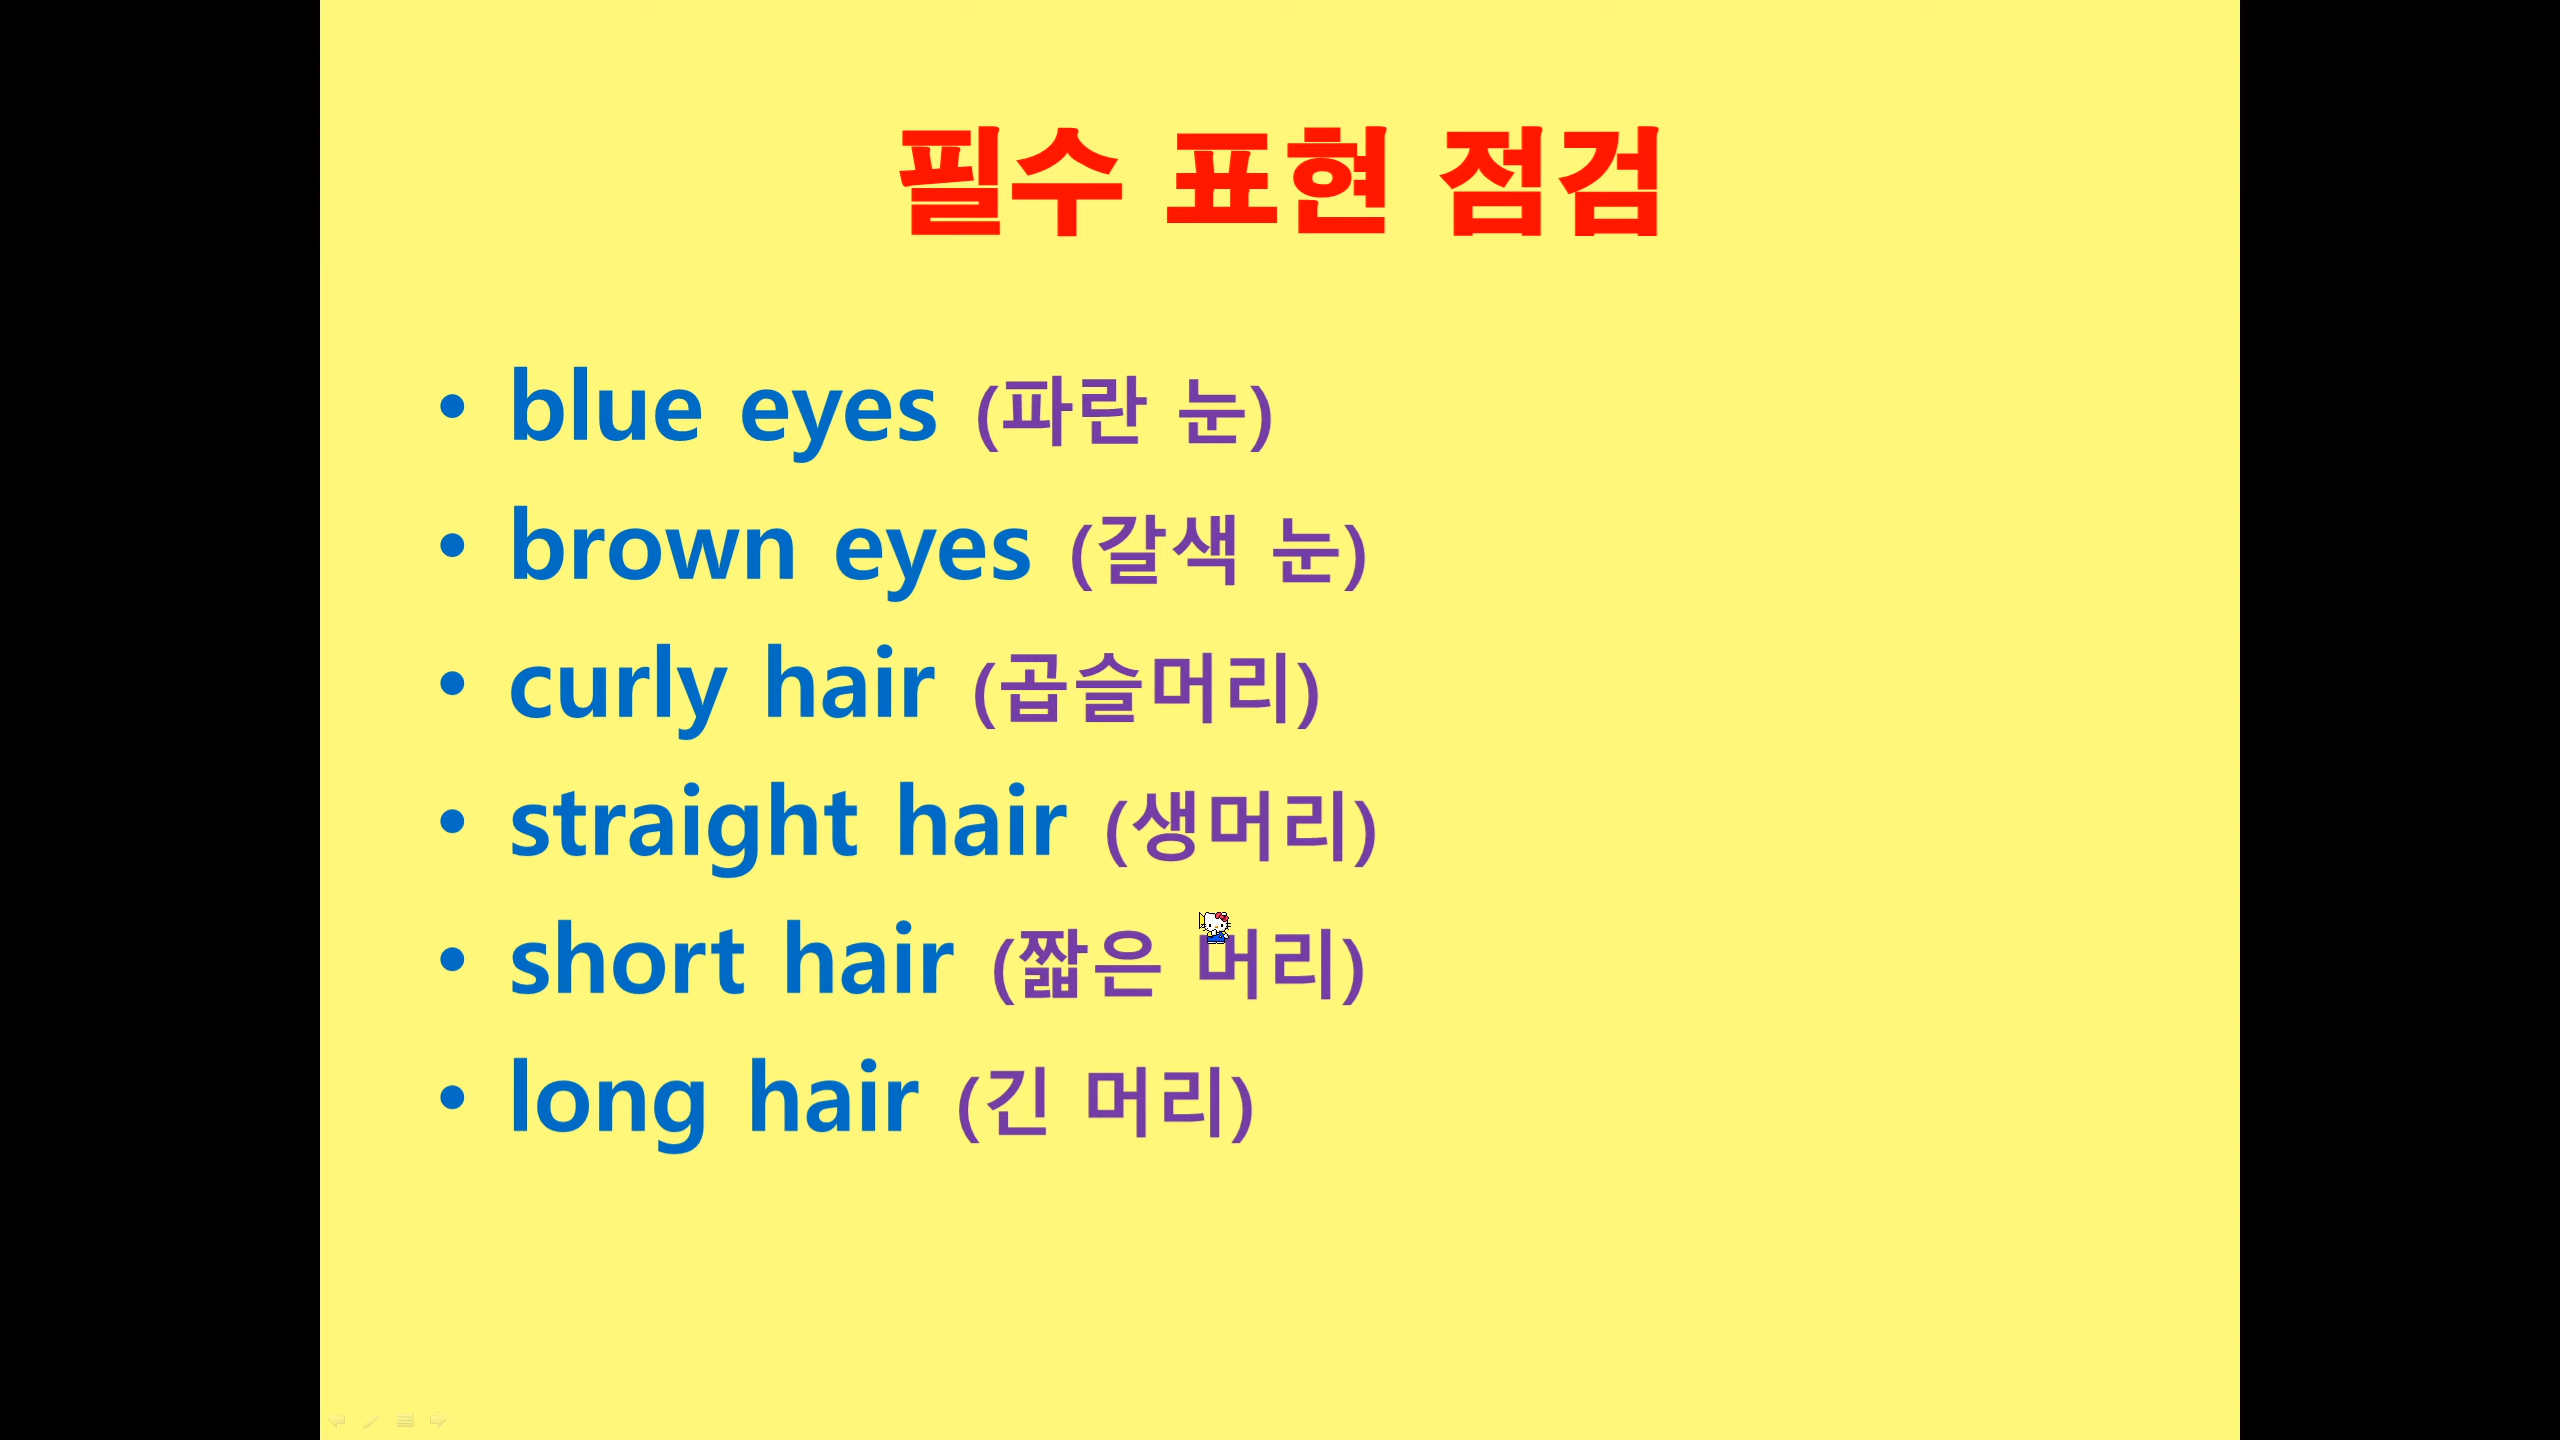 필수 표현 점검
• blue eyes (파란 눈)
• brown eyes (갈색 눈)
• curly hair (곱슬머리)
• straight hair (생머리)
• short hair (짧은 머리)
• long hair (긴 머리)